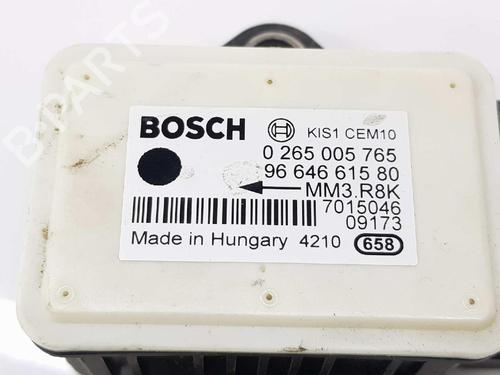 B-PARTS
BOSCH KIS1 CEM10
0 265 005 765
96 646 615 80
MM3.R8K
7015046
09173
Made in Hungary 4210 658